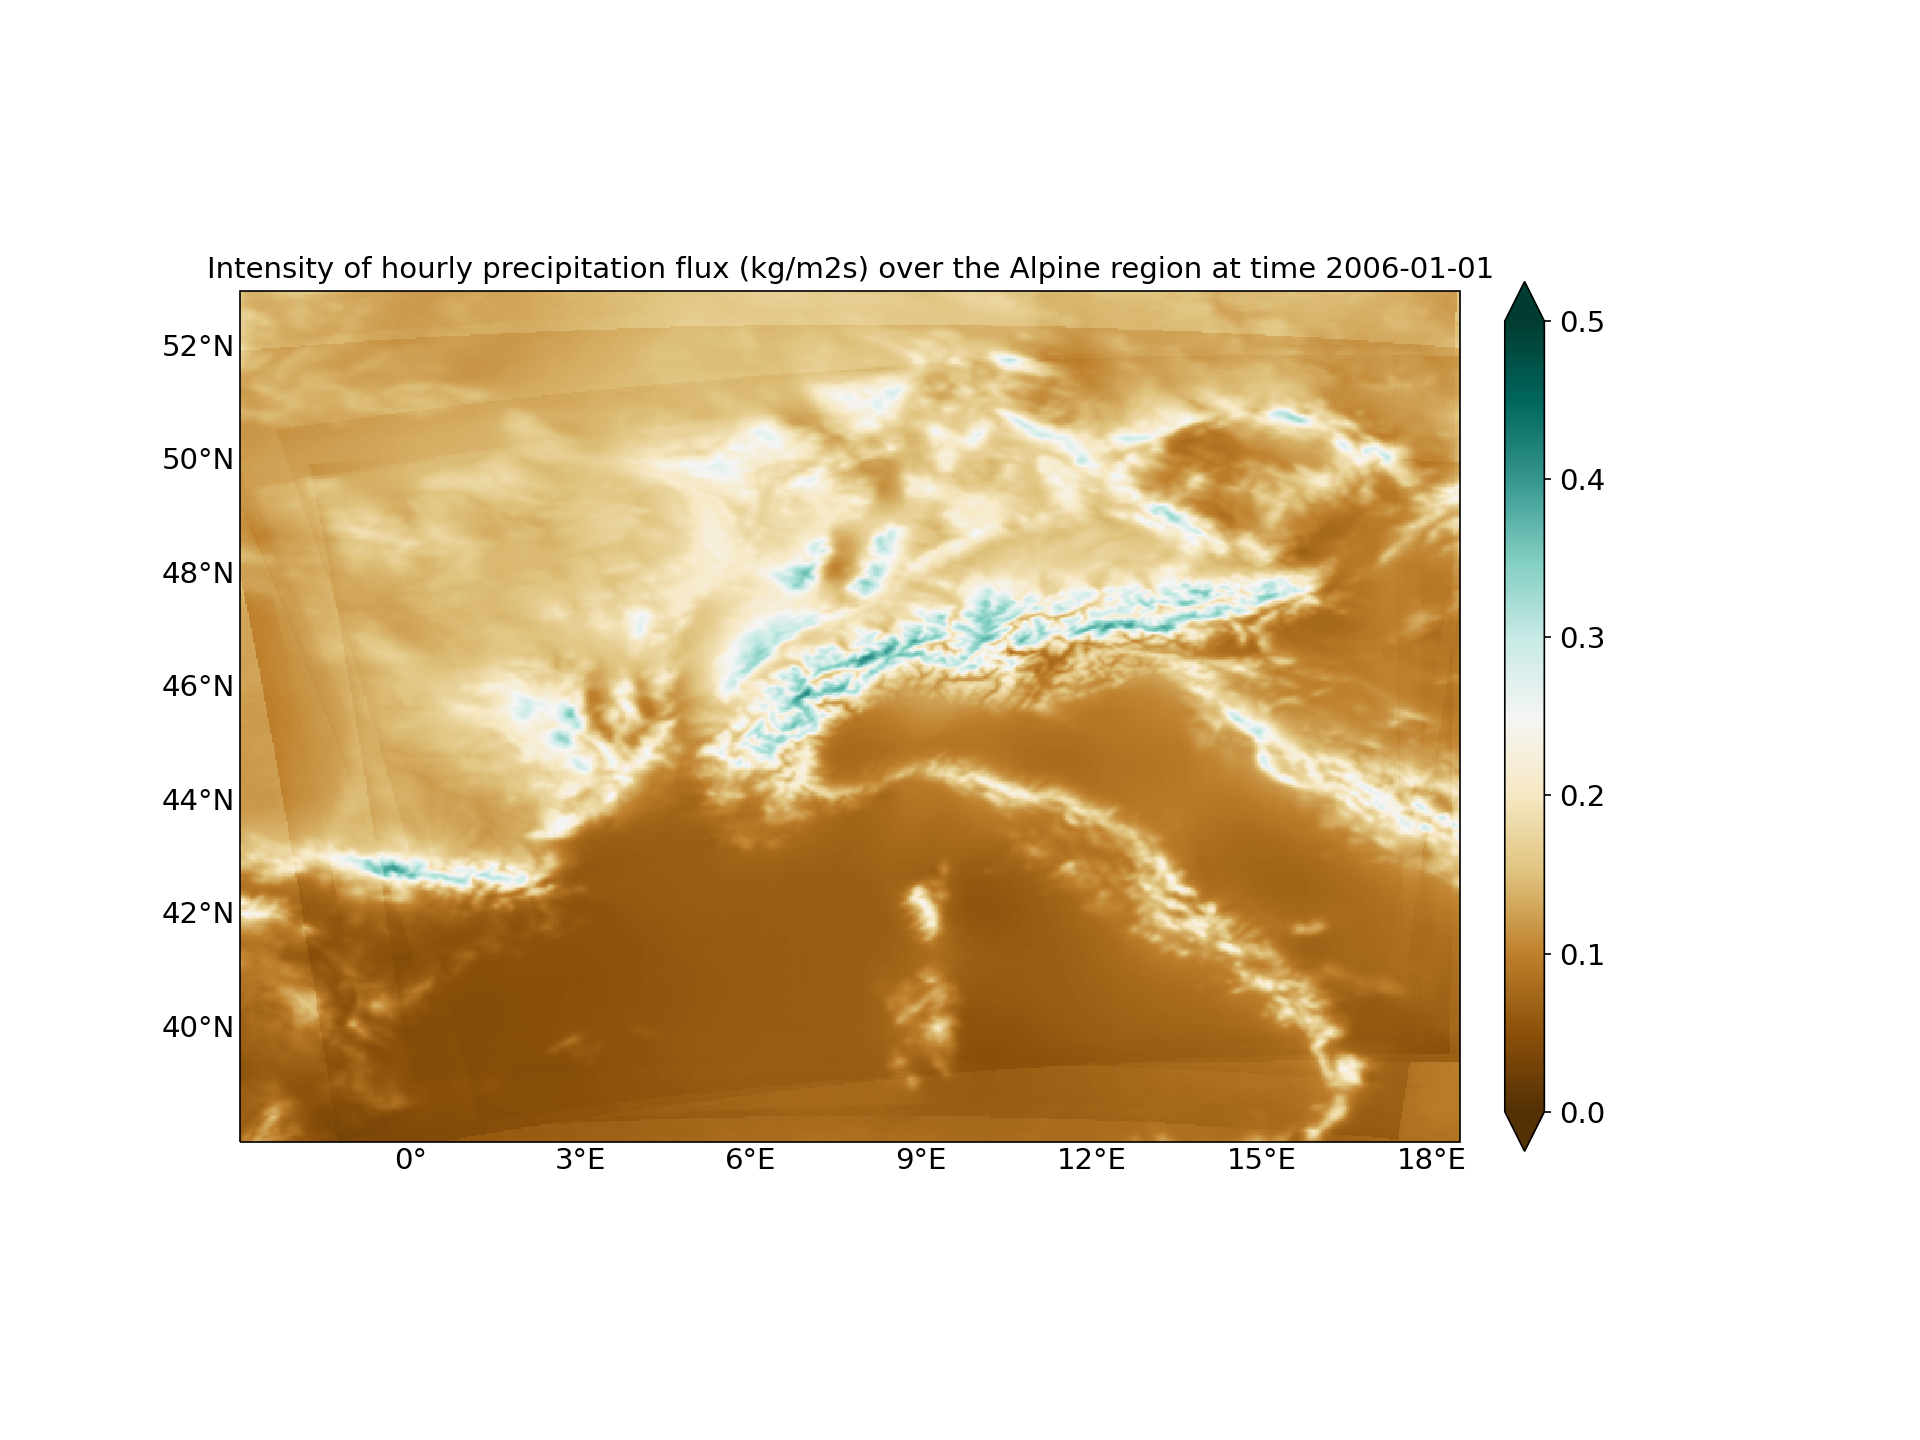 Intensity of hourly precipitation flux (kg/m2s) over the Alpine region at time 2006-01-01
52°N
50°N
48°N
46°N
44°N
42°N
40°N
0°
3°E
6°E
9°E
12°E
15°E
18°E
0.5
0.4
0.3
0.2
0.1
0.0